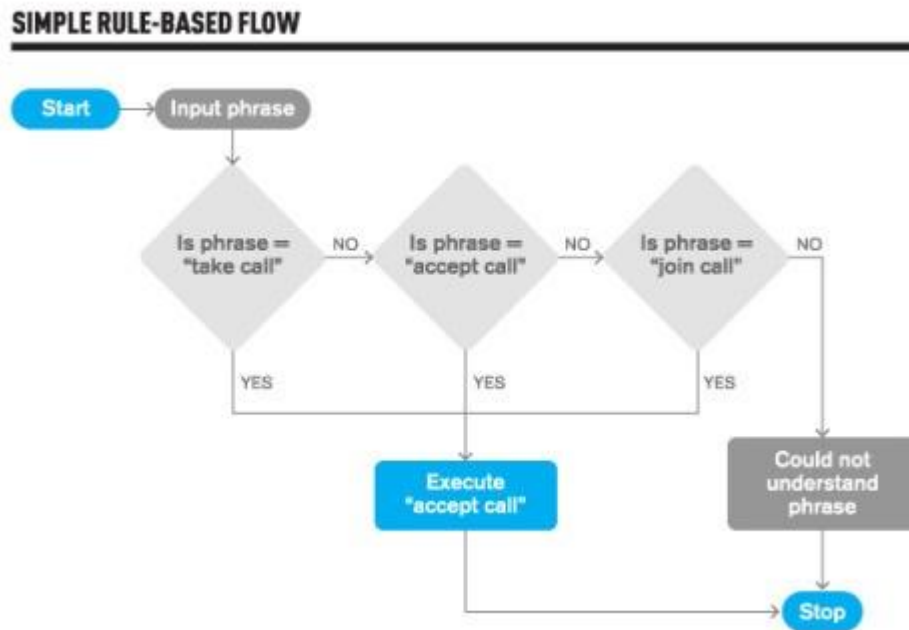 SIMPLE RULE-BASED FLOW
Start
Input phrase
Is phrase =
“take call”
NO
Is phrase =
“accept call”
NO
Is phrase =
“join call”
NO
YES
YES
YES
Execute
“accept call”
Could not
understand
phrase
Stop